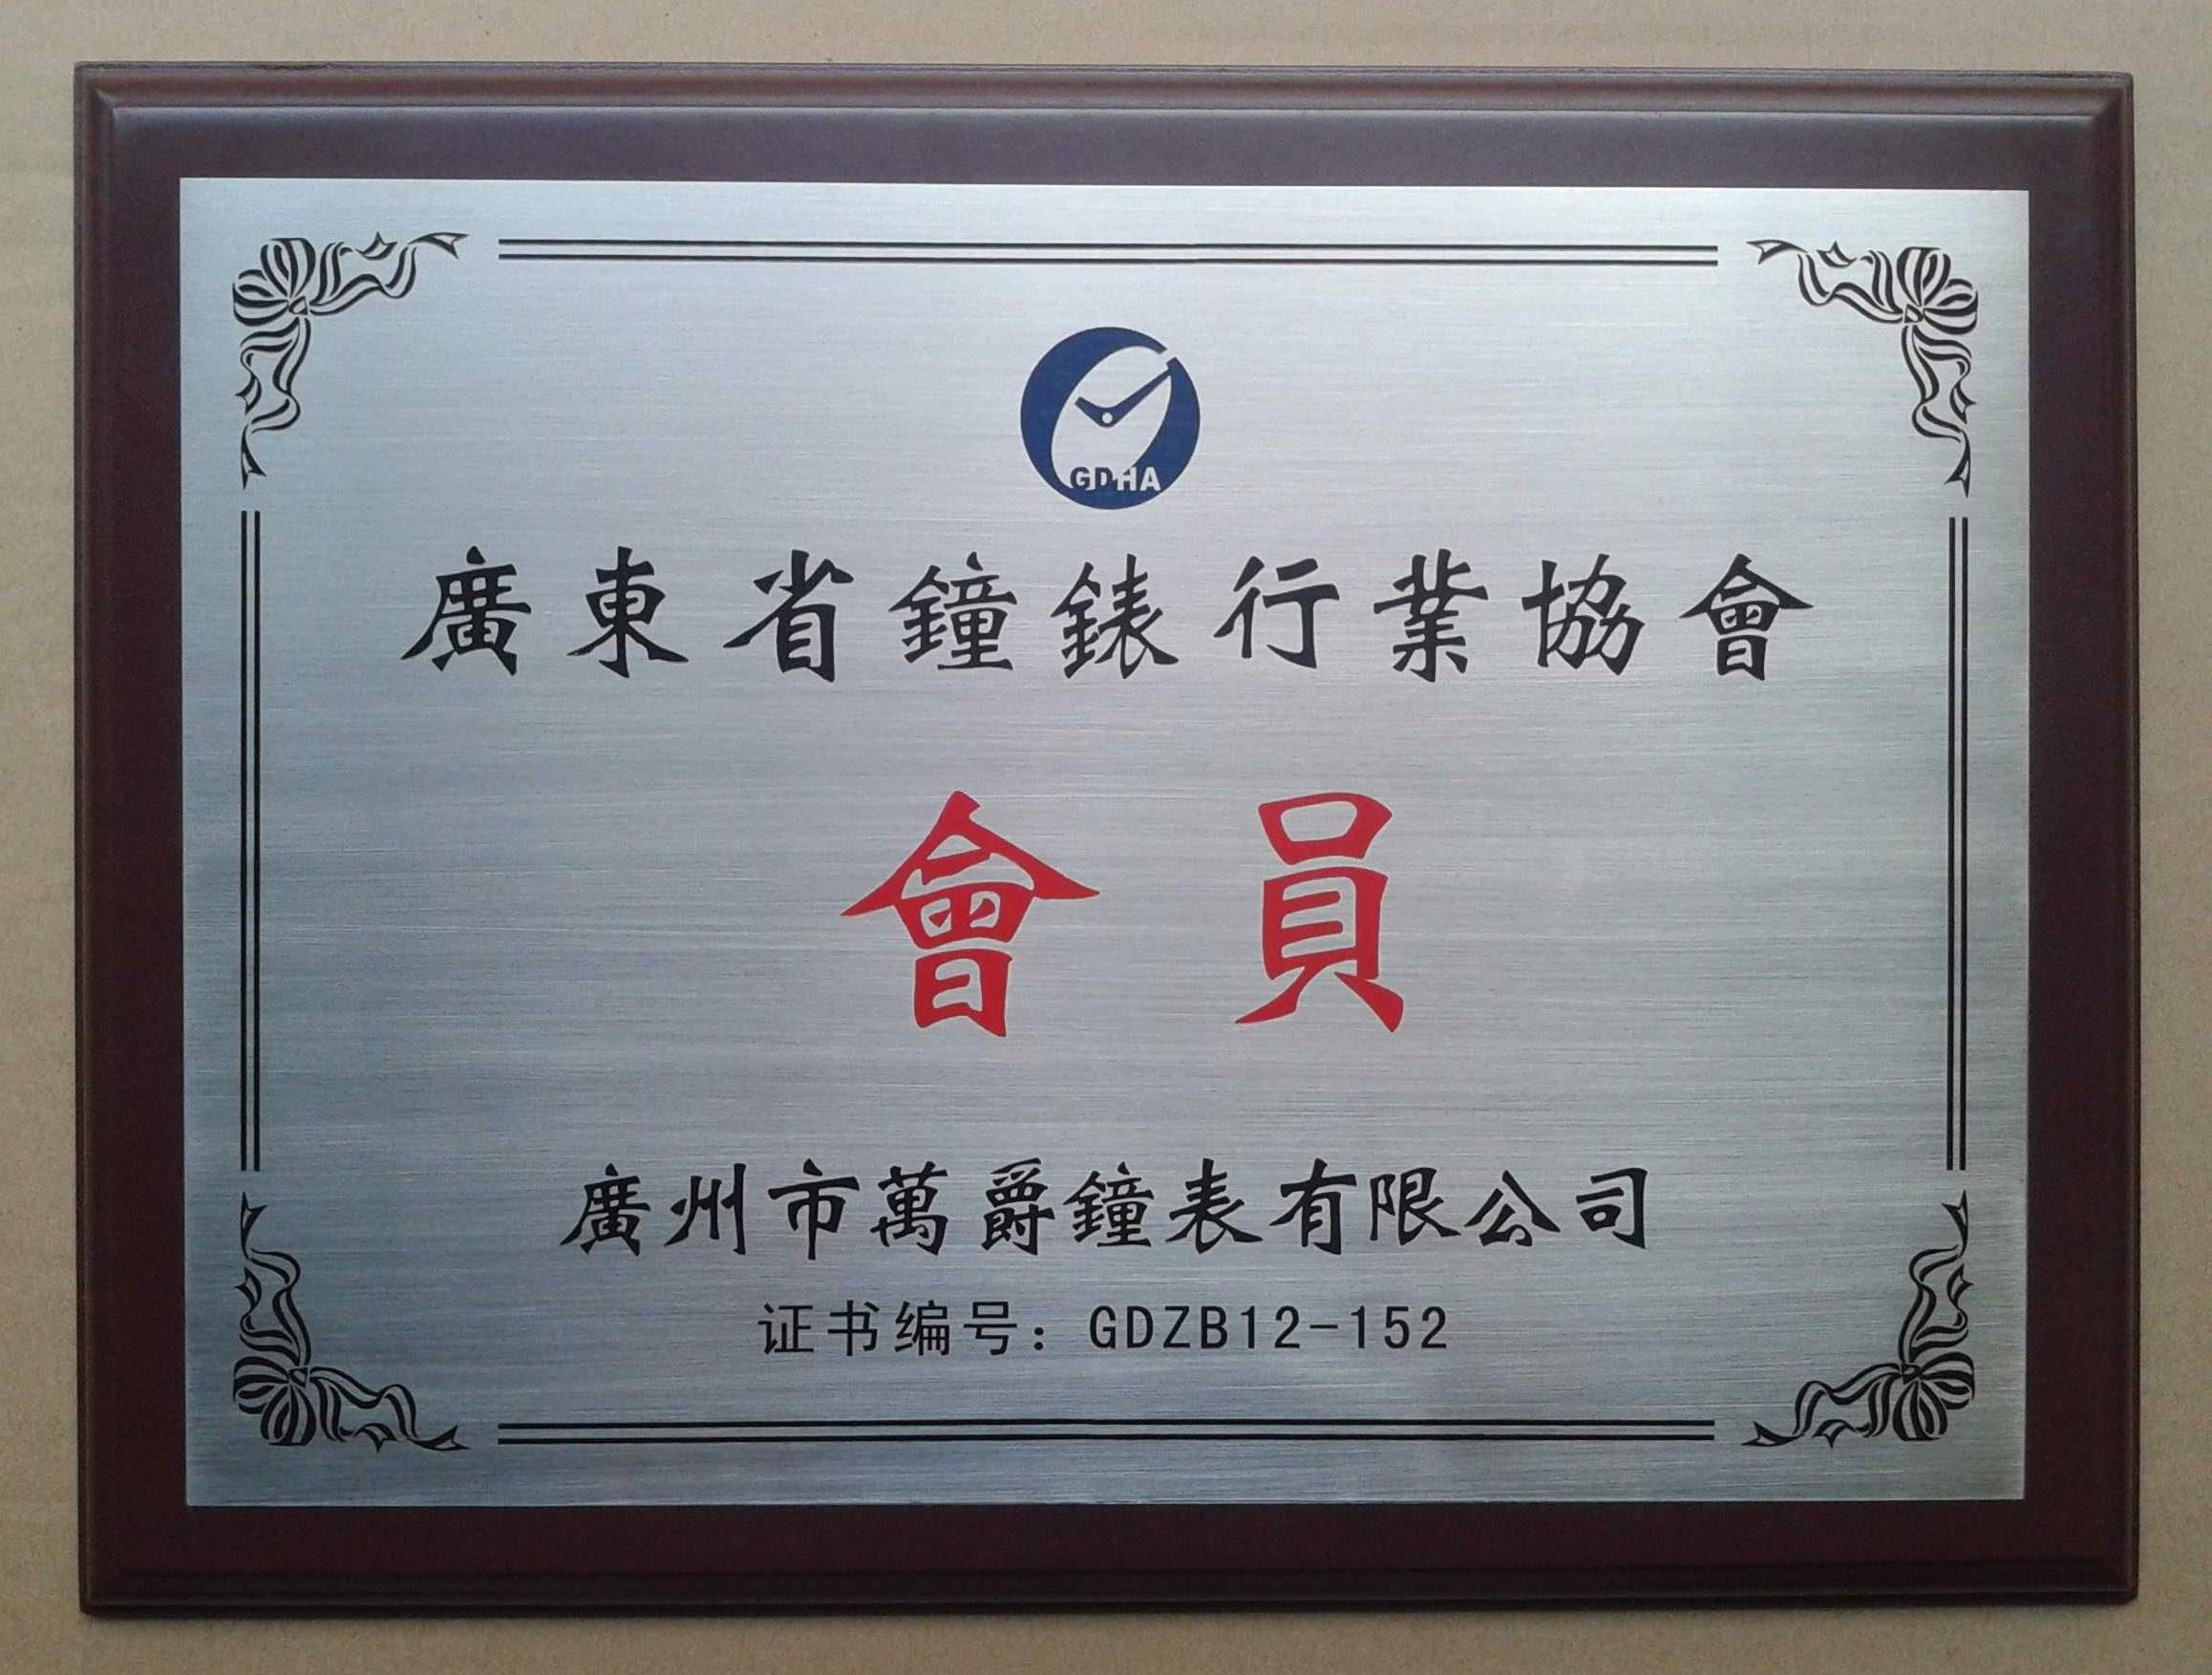 GDHA
廣東省鐘錶行業協會
會員
廣州市萬爵鐘表有限公司
证书编号：GDZB12-152